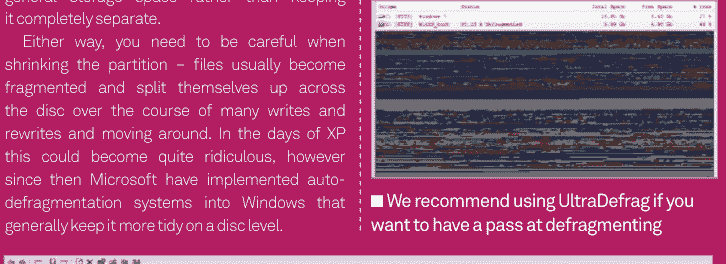 general storage space rather than keeping
it completely separate.
Either way, you need to be careful when
shrinking the partition – files usually become
fragmented and split themselves up across
the disc over the course of many writes and
rewrites and moving around. In the days of XP
this could become quite ridiculous, however
since then Microsoft have implemented auto-
defragmentation systems into Windows that
generally keep it more tidy on a disc level.
We recommend using UltraDefrag if you
want to have a pass at defragmenting